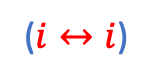 (i ↔ i)